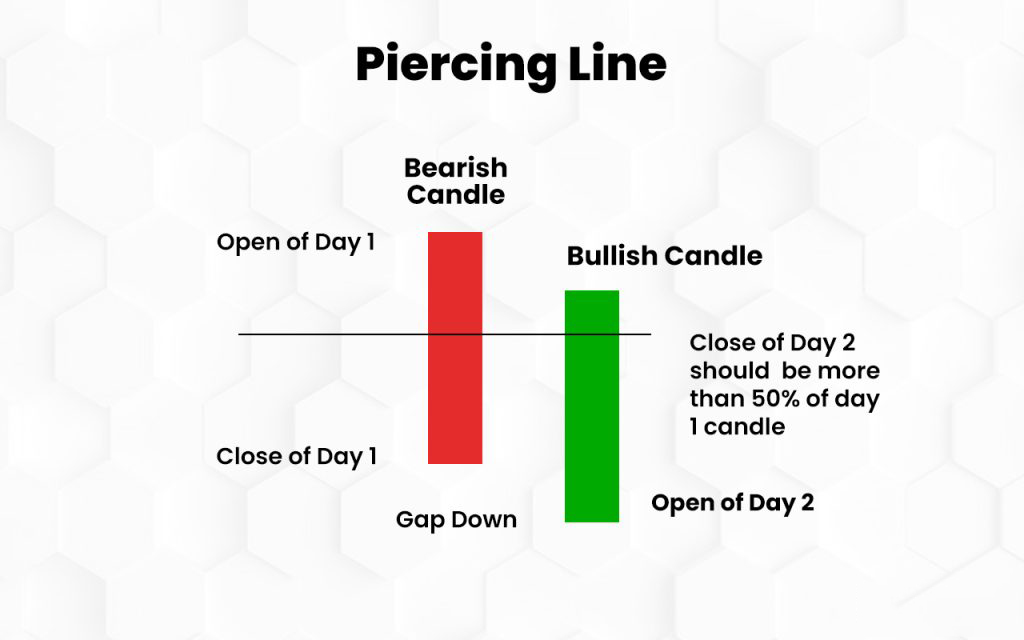 Piercing Line
Bearish
Candle
Open of Day 1
Bullish Candle
Close of Day 2
should be more
than 50% of day
1 candle
Close of Day 1
Open of Day 2
Gap Down